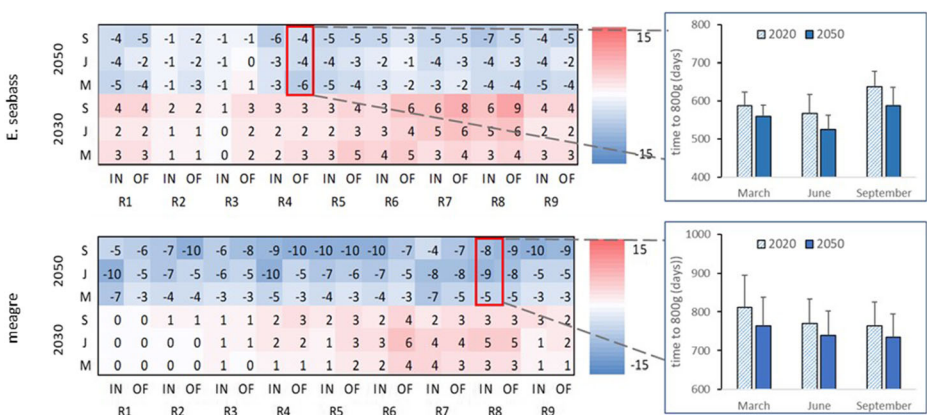 E. seabass
2050
S -4 -5 -1 -2 -1 -1 -6 -4 -5 -5 -5 -3 -5 -5 -7 -5 -4 -5
J -4 -2 -1 -2 -1 0 -3 -4 -4 -3 -2 -1 -4 -3 -4 -2 -4 -2
M -5 -4 -1 -2 -1 1 -3 -6 -4 -5 -3 -2 -3 -2 -4 -4 -5 -4
2030
S 4 4 2 2 1 3 3 3 3 4 3 6 6 8 6 9 4 4
J 2 2 1 1 0 2 2 2 2 3 3 4 5 6 5 6 2 2
M 3 3 1 1 0 2 2 3 3 5 4 5 3 4 3 4 3 3
IN OF IN OF IN OF IN OF IN OF IN OF IN OF IN OF IN OF
R1 R2 R3 R4 R5 R6 R7 R8 R9
15
-15
time to 800g (days)
2020 2050
800
700
600
500
400
March June September
meagre
2050
S -5 -6 -7 -10 -6 -8 -9 -10 -10 -10 -10 -7 -4 -7 -8 -9 -10 -9
J -10 -5 -7 -5 -6 -5 -10 -5 -7 -6 -7 -5 -8 -8 -9 -8 -5 -5
M -7 -3 -4 -4 -3 -3 -5 -3 -4 -3 -4 -3 -7 -5 -5 -5 -3 -3
2030
S 0 0 1 1 1 1 2 3 2 3 2 4 2 3 3 3 3 2
J 0 0 0 0 1 1 2 2 1 3 3 6 4 4 5 5 1 2
M 0 0 0 0 1 1 1 1 1 2 2 4 4 4 3 4 1 1
IN OF IN OF IN OF IN OF IN OF IN OF IN OF IN OF IN OF
R1 R2 R3 R4 R5 R6 R7 R8 R9
15
-15
time to 800g (days))
2020 2050
1000
900
800
700
600
March June September